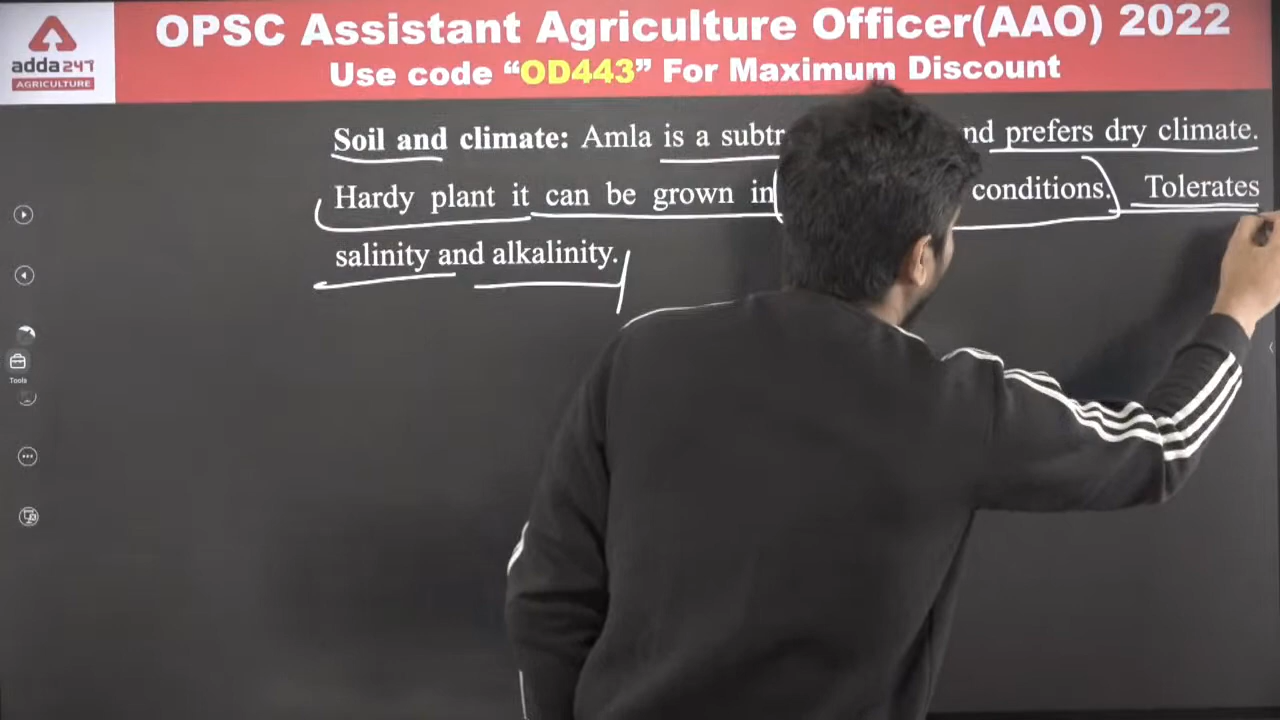 OPSC Assistant Agriculture Officer(AAO) 2022
adda247
AGRICULTURE
Use code “OD443” For Maximum Discount
Soil and climate: Amla is a subtr nd prefers dry climate.
Hardy plant it can be grown in conditions. Tolerates
salinity and alkalinity.
Tools